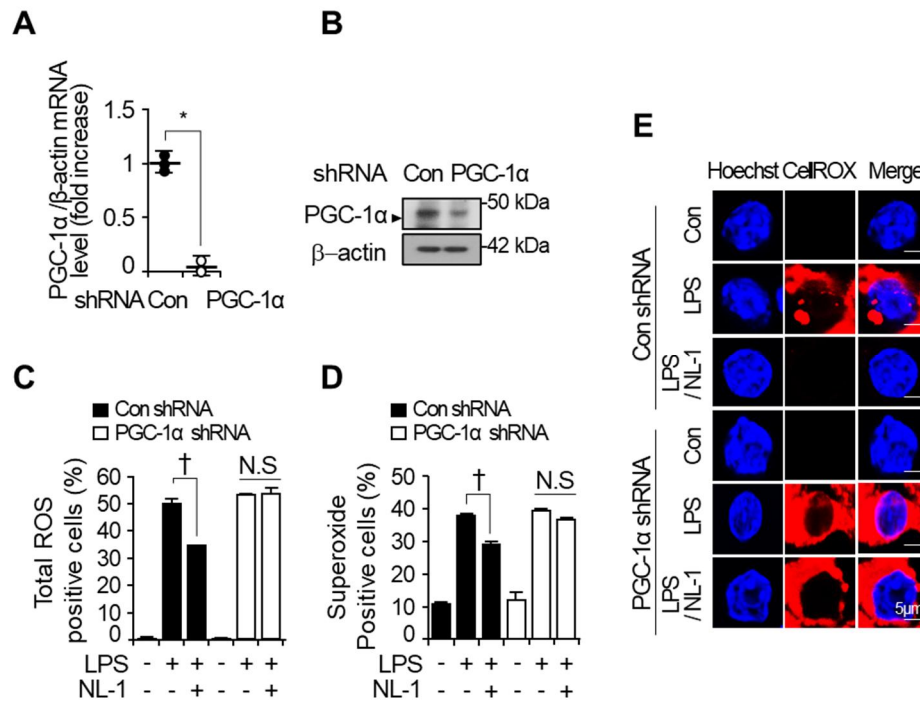 A
PGC-1α /β-actin mRNA
level (fold increase)
1.5
*
1
0.5
0
shRNA Con PGC-1α
B
shRNA Con PGC-1α
50 kDa
PGC-1α
β-actin
42 kDa
C
Con shRNA
PGC-1α shRNA
Total ROS
positive cells (%)
60
50
40
30
20
10
0
†
N.S
LPS - + + - + +
NL-1 - - + - - +
D
Con shRNA
PGC-1α shRNA
Superoxide
Positive cells (%)
50
40
30
20
10
0
†
N.S
LPS - + + - + +
NL-1 - - + - - +
E
Hoechst CellROX Merge
Con shRNA
Con
LPS
LPS
/ NL-1
PGC-1α shRNA
Con
LPS
LPS
/ NL-1
5μm